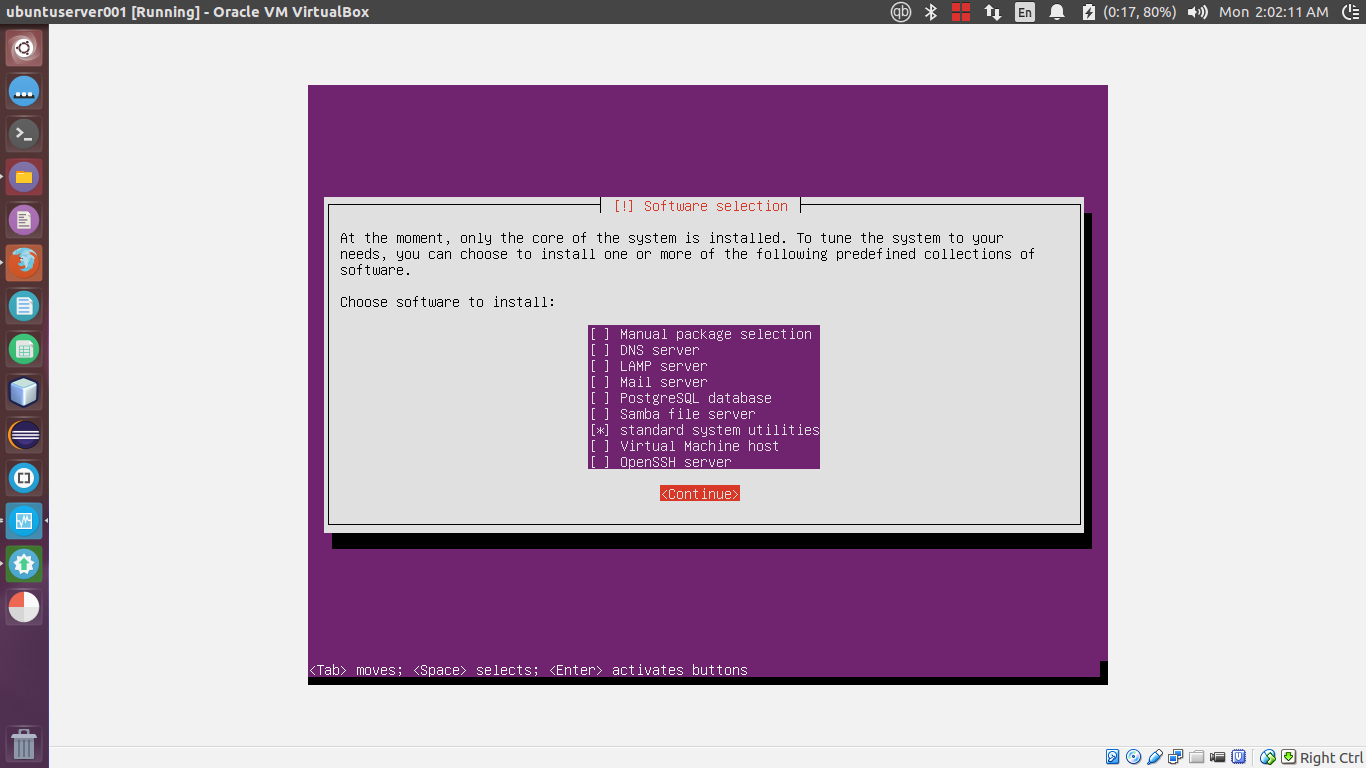 ubuntuserver001 [Running] - Oracle VM VirtualBox
qb
En
(0:17, 80%)
Mon 2:02:11 AM
[!] Software selection
At the moment, only the core of the system is installed. To tune the system to your
needs, you can choose to install one or more of the following predefined collections of
software.
Choose software to install:
[ ] Manual package selection
[ ] DNS server
[ ] LAMP server
[ ] Mail server
[ ] PostgreSQL database
[ ] Samba file server
[*] standard system utilities
[ ] Virtual Machine host
[ ] OpenSSH server
<Continue>
<Tab> moves; <Space> selects; <Enter> activates buttons
Right Ctrl